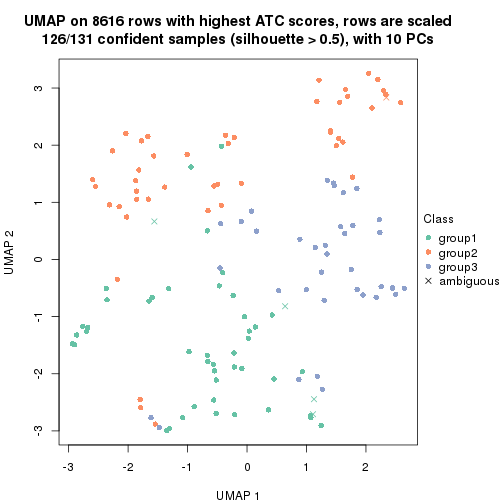 UMAP on 8616 rows with highest ATC scores, rows are scaled
126/131 confident samples (silhouette > 0.5), with 10 PCs
3
2
1
0
-1
-2
-3
UMAP 2
-3 -2 -1 0 1 2
UMAP 1
Class
group1
group2
group3
ambiguous